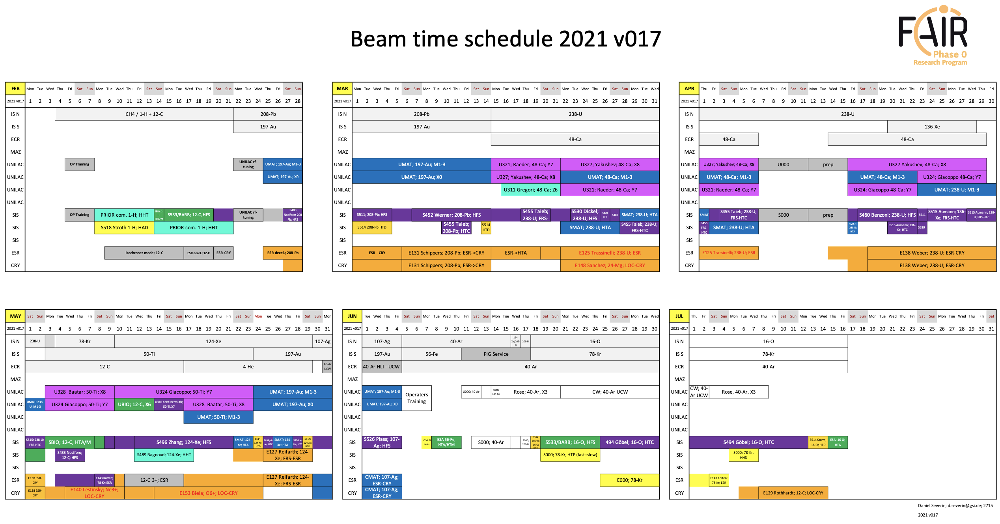 Beam time schedule 2021 v017
FAIR
Phase 0
Research Program
FEB Mon Tue Wed Thu Fri Sat Sun Mon Tue Wed Thu Fri Sat Sun Mon Tue Wed Thu Fri Sat Sun Mon Tue Wed Thu Fri Sat Sun
2021 v017 1 2 3 4 5 6 7 8 9 10 11 12 13 14 15 16 17 18 19 20 21 22 23 24 25 26 27 28
IS N CH4 / 1-H + 12-C 208-Pb
IS S 197-Au
ECR
MAZ
UNILAC OP Training UNILAC rf-tuning UMAT; 197-Au; M1-3
UNILAC UMAT; 197-Au; X0
UNILAC
UNILAC
SIS OP Training PRIOR com. 1-H; HHT SBIO; 1-H; HTA/M S533/BARB; 12-C, HFS UNILAC rf-tuning S483 Nociforo; 208-Pb; HFS
SIS S518 Stroth 1-H; HAD PRIOR com. 1-H; HHT
SIS
ESR isochroner mode; 12-C ESR decel.; 12-C ESR-CRY ESR decel.; 208-Pb
CRY
MAR Mon Tue Wed Thu Fri Sat Sun Mon Tue Wed Thu Fri Sat Sun Mon Tue Wed Thu Fri Sat Sun Mon Tue Wed Thu Fri Sat Sun Mon Tue Wed
2021 v017 1 2 3 4 5 6 7 8 9 10 11 12 13 14 15 16 17 18 19 20 21 22 23 24 25 26 27 28 29 30 31
IS N 208-Pb 238-U
IS S 197-Au
ECR 48-Ca
MAZ
UNILAC UMAT; 197-Au; M1-3 U321; Raeder; 48-Ca; Y7 U327; Yakushev; 48-Ca; X8
UNILAC UMAT; 197-Au; X0 U327; Yakushev; 48-Ca; X8 UMAT; 48-Ca; M1-3
UNILAC U311 Gregori; 48-Ca; Z6 U321; Raeder; 48-Ca; Y7
UNILAC
SIS S511; 208-Pb; HFS S452 Werner; 208-Pb; HFS S455 Taieb; 238-U; FRS- S530 Dickel; 238-U; HFS S470 HFS S483 SMAT; 238-U; HTA
SIS S514 208-Pb HTD S455 Taieb; 208-Pb; HTC S514 HTD SMAT; 238-U; HTA S455 Taieb; 238-U; FRS-HTC
SIS
ESR ESR - CRY E131 Schippers; 208-Pb; ESR->CRY ESR->HTA E125 Trassinelli; 238-U; ESR
CRY E131 Schippers; 208-Pb; ESR->CRY E148 Sanchez; 24-Mg; LOC-CRY
APR Thu Fri Sat Sun Mon Tue Wed Thu Fri Sat Sun Mon Tue Wed Thu Fri Sat Sun Mon Tue Wed Thu Fri Sat Sun Mon Tue Wed Thu Fri
2021 v017 1 2 3 4 5 6 7 8 9 10 11 12 13 14 15 16 17 18 19 20 21 22 23 24 25 26 27 28 29 30
IS N 238-U
IS S 136-Xe
ECR 48-Ca 48-Ca
MAZ
UNILAC U327; Yakushev; 48-Ca; X8 U000 prep U327 Yakushev; 48-Ca; X8
UNILAC UMAT; 48-Ca; M1-3 UMAT; 48-Ca; M1-3 U324; Giacoppo 48-Ca; Y7
UNILAC U321; Raeder; 48-Ca; Y7 U324; Giacoppo 48-Ca; Y7 UMAT; 238-U; M1-3
UNILAC
SIS SMAT S455 Taieb; 238-U; FRS-HTC S000 prep S460 Benzoni; 238-U; HFS S511 S515 Aumann; 136-Xe; FRS-HTC S515 Aumann; 238-U; FRS-HTC
SIS S455 FRS-HTC SMAT; 238-U; HTA SMAT; 238-U; HTA S515 Aumann; 136-Xe; HTC S529
SIS
ESR E125 Trassinelli; 238-U; ESR E138 Weber; 238-U; ESR-CRY
CRY E138 Weber; 238-U; ESR-CRY
MAY Sat Sun Mon Tue Wed Thu Fri Sat Sun Mon Tue Wed Thu Fri Sat Sun Mon Tue Wed Thu Fri Sat Sun Mon Tue Wed Thu Fri Sat Sun Mon
2021 v017 1 2 3 4 5 6 7 8 9 10 11 12 13 14 15 16 17 18 19 20 21 22 23 24 25 26 27 28 29 30 31
IS N 238-U 78-Kr 124-Xe 107-Ag
IS S 50-Ti 197-Au
ECR 12-C 4-He 40-Ar UCW
MAZ
UNILAC U328 Baatar; 50-Ti; X8 U324 Giacoppo; 50-Ti; Y7 UMAT; 197-Au; M1-3
UNILAC UMAT; 238-U; M1-3 U324 Giacoppo; 50-Ti; Y7 UBIO; 12-C, X6 U316 Kraft-Bermuth; 50-Ti, X7 U328 Baatar; 50-Ti; X8 UMAT; 197-Au; X0
UNILAC UMAT; 50-Ti; M1-3
UNILAC
SIS S515; 238-U; FRS-HTC SBIO; 12-C, HTA/M S496 Zhang; 124-Xe; HFS SMAT; 124-Xe; HTA S514; 124-Xe; HTD S494; 4-He; HTC SMAT; 124-Xe; HTA S494; 4-He; HTC S514; 124-Xe; HTD
SIS S483 Nociforo; 12-C; HFS S489 Bagnoud; 124-Xe; HHT E127 Reifarth; 124-Xe; FRS-ESR
SIS
ESR E138 ESR-CRY E143 Korten; 78-Kr; ESR 12-C 3+; ESR E127 Reifarth; 124-Xe; FRS-ESR
CRY E138 ESR-CRY E140 Lestinsky; Ne3+; LOC-CRY E153 Biela; O6+; LOC-CRY
JUN Tue Wed Thu Fri Sat Sun Mon Tue Wed Thu Fri Sat Sun Mon Tue Wed Thu Fri Sat Sun Mon Tue Wed Thu Fri Sat Sun Mon Tue Wed
2021 v017 1 2 3 4 5 6 7 8 9 10 11 12 13 14 15 16 17 18 19 20 21 22 23 24 25 26 27 28 29 30
IS N 107-Ag 40-Ar 124-Xe/209-Bi 209-Bi 16-O
IS S 197-Au 56-Fe PIG Service 78-Kr
ECR 40-Ar HLI - UCW 40-Ar
MAZ
UNILAC UMAT; 197-Au; M1-3 Operaters Training U000; 40-Ar U000 124-Xe Rose; 40-Ar, X3 CW; 40-Ar UCW
UNILAC UMAT; 197-Au; X0
UNILAC
UNILAC
SIS S526 Plass; 107-Ag; HFS HTM BI tests ESA 56-Fe, HTA/HTM S000; 40-Ar S000; 209-Bi S514 Sturm; 16-O; HTD S533/BARB; 16-O, HFS 494 Göbel; 16-O; HTC
SIS S000; 78-Kr, HTP (fast+slow)
SIS
ESR CMAT; 107-Ag; ESR-CRY E000; 78-Kr
CRY CMAT; 107-Ag; ESR-CRY
JUL Thu Fri Sat Sun Mon Tue Wed Thu Fri Sat Sun Mon Tue Wed Thu Fri Sat Sun Mon Tue Wed Thu Fri Sat Sun Mon Tue Wed Thu Fri Sat
2021 v017 1 2 3 4 5 6 7 8 9 10 11 12 13 14 15 16 17 18 19 20 21 22 23 24 25 26 27 28 29 30 31
IS N 16-O
IS S 78-Kr
ECR 40-Ar
MAZ
UNILAC CW; 40-Ar UCW Rose, 40-Ar, X3
UNILAC
UNILAC
UNILAC
SIS S494 Göbel; 16-O; HTC S514 Sturm; 16-O; HTD ESA; 16-O; HTA
SIS S000; 78-Kr, HHD
SIS
ESR E143 Korten; 78-Kr; ESR
CRY E129 Rothhardt; 12-C; LOC-CRY
Daniel Severin; d.severin@gsi.de; 2715
2021 v017